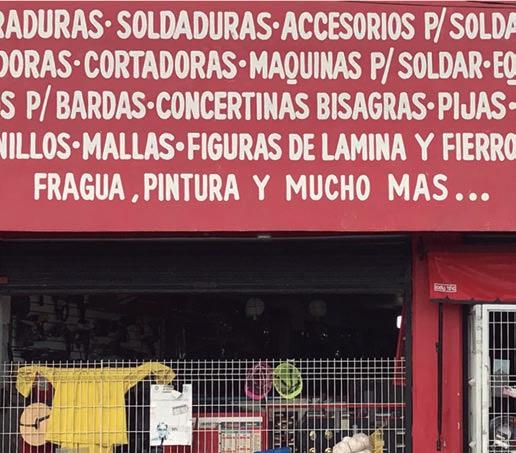 RADURAS·SOLDADURAS·ACCESORIOS P/ SOLDA
DORAS·CORTADORAS·MAQUINAS P/ SOLDAR·EQ
S P/ BARDAS·CONCERTINAS BISAGRAS·PIJAS·
NILLOS·MALLAS·FIGURAS DE LAMINA Y FIERRO
FRAGUA, PINTURA Y MUCHO MAS...